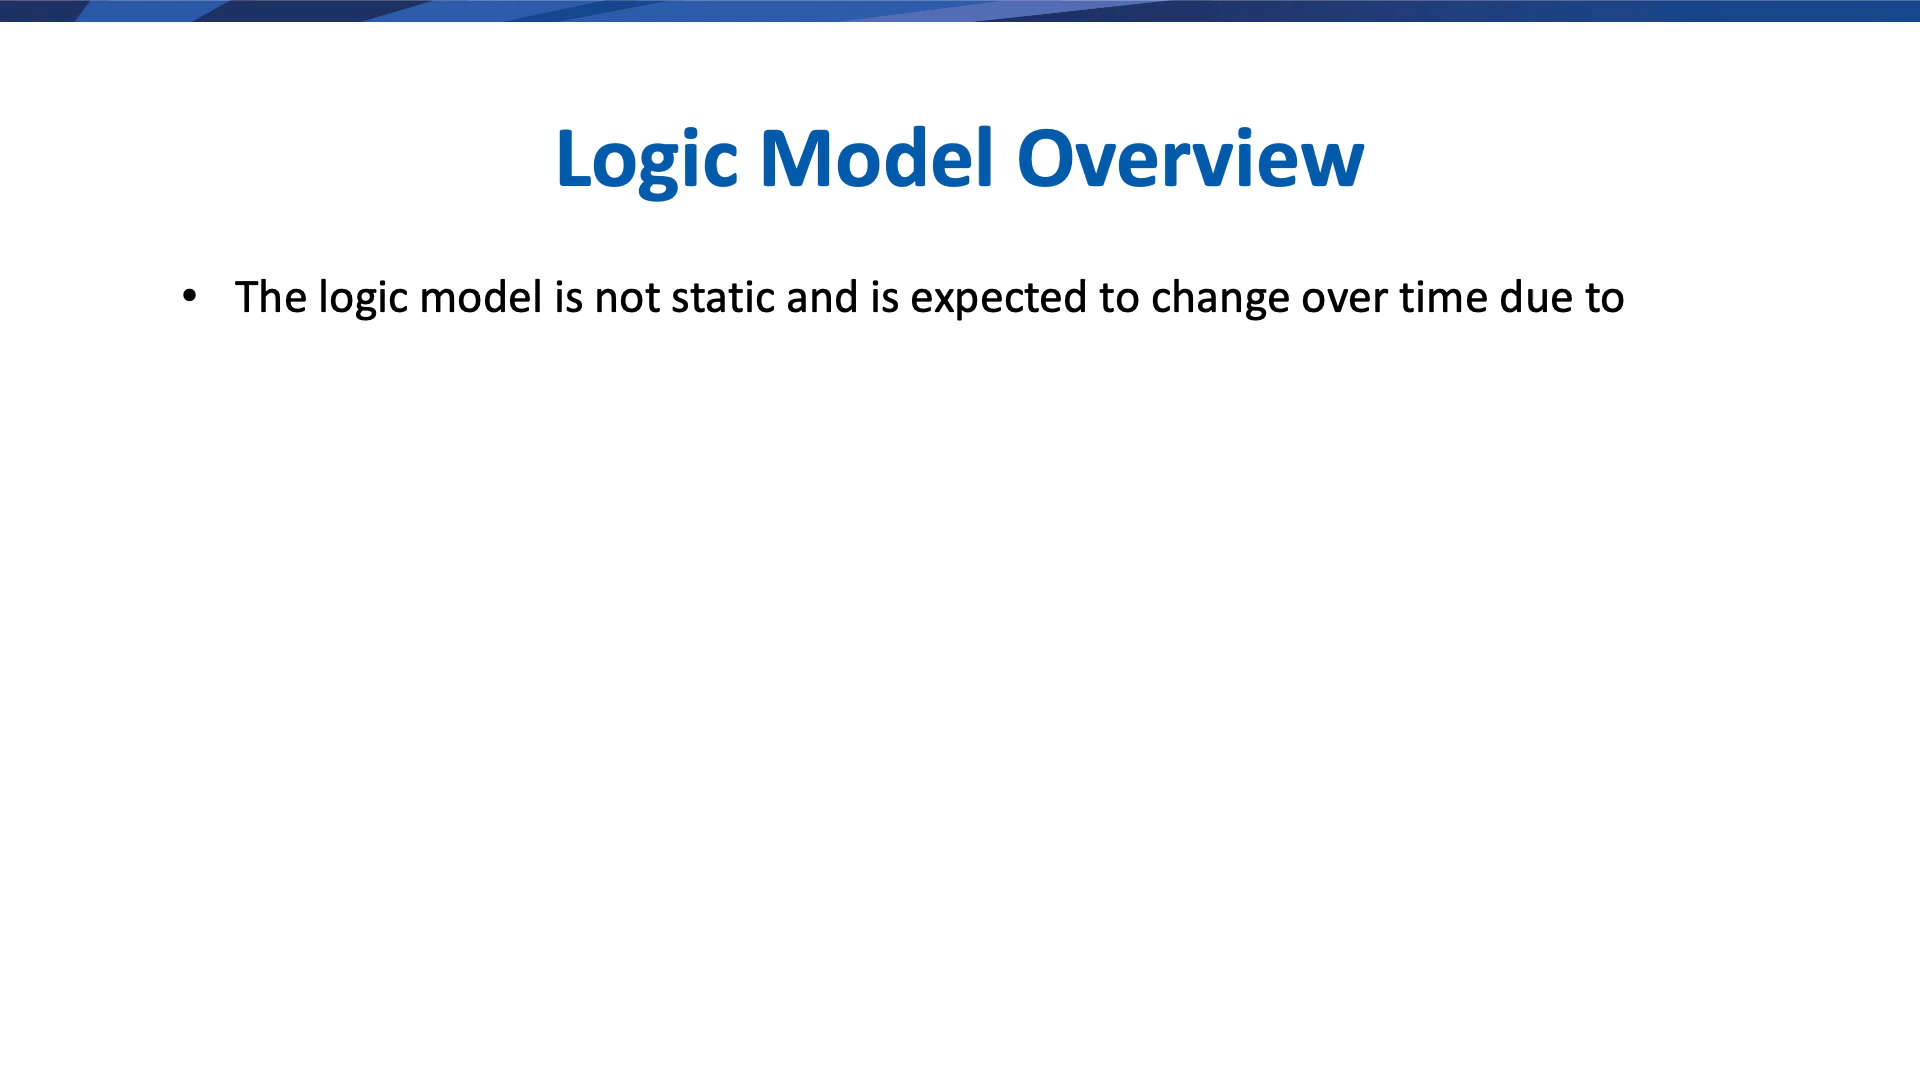 Logic Model Overview
• The logic model is not static and is expected to change over time due to